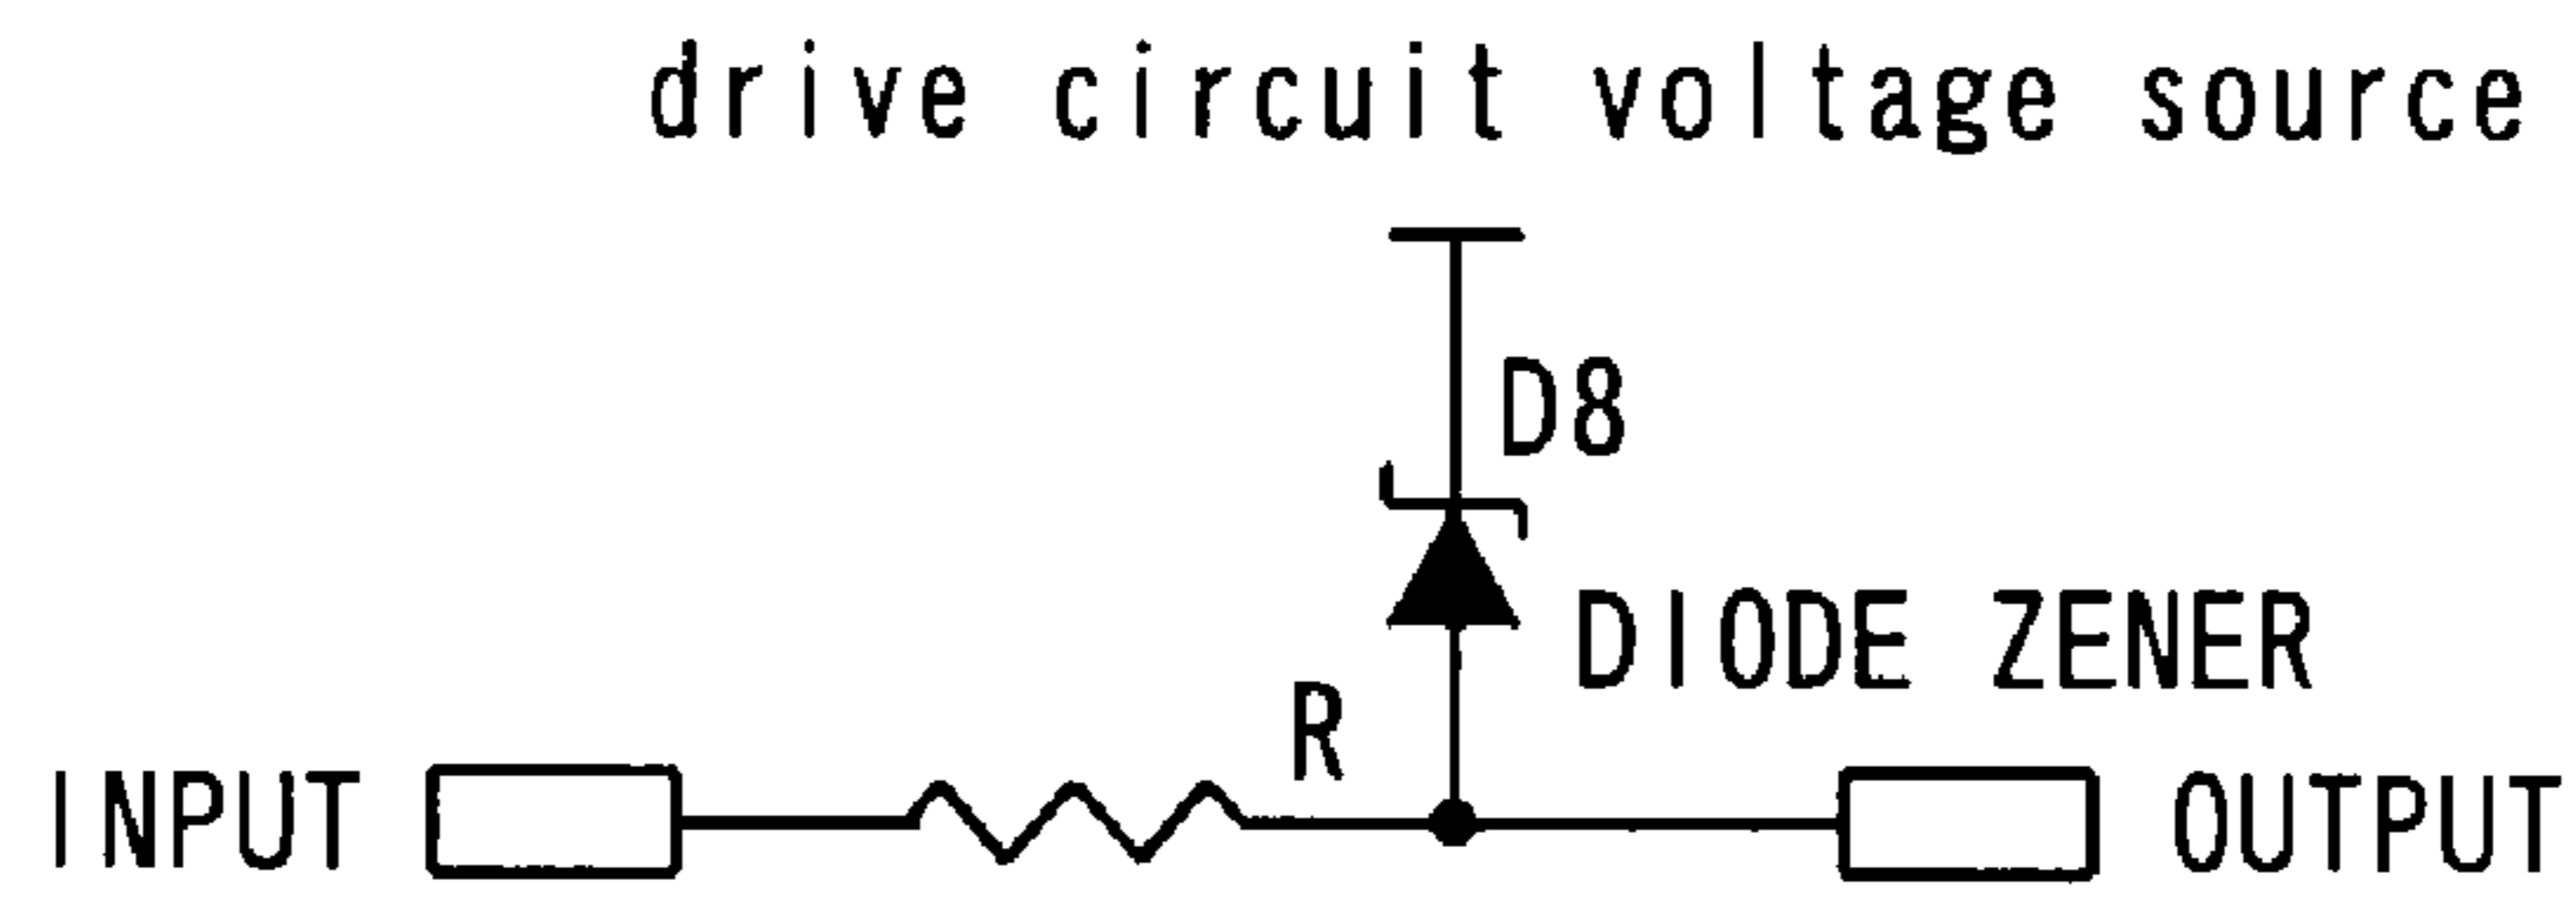 drive circuit voltage source
D8
DIODE ZENER
R
INPUT
OUTPUT